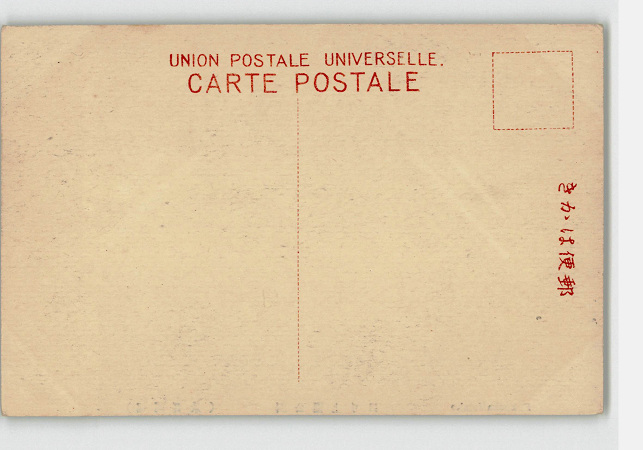 UNION POSTALE UNIVERSELLE.
CARTE POSTALE
きかは便郵